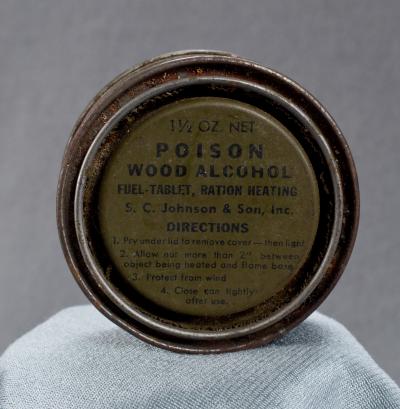 1½ OZ. NET
POISON
WOOD ALCOHOL
FUEL-TABLET, RATION HEATING
S. C. Johnson & Son, Inc.
DIRECTIONS
1. Pry under lid to remove cover — then light
2. Allow not more than 2" between
object being heated and flame base
3. Protect from wind
4. Close can tightly
after use.